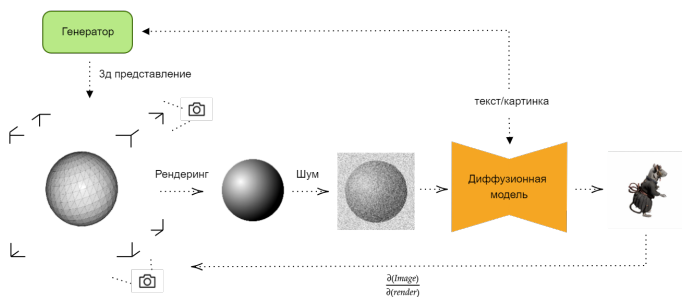 Генератор
3д представление
текст/картинка
Рендеринг
Шум
Диффузионная
модель
∂(Image)
∂(render)